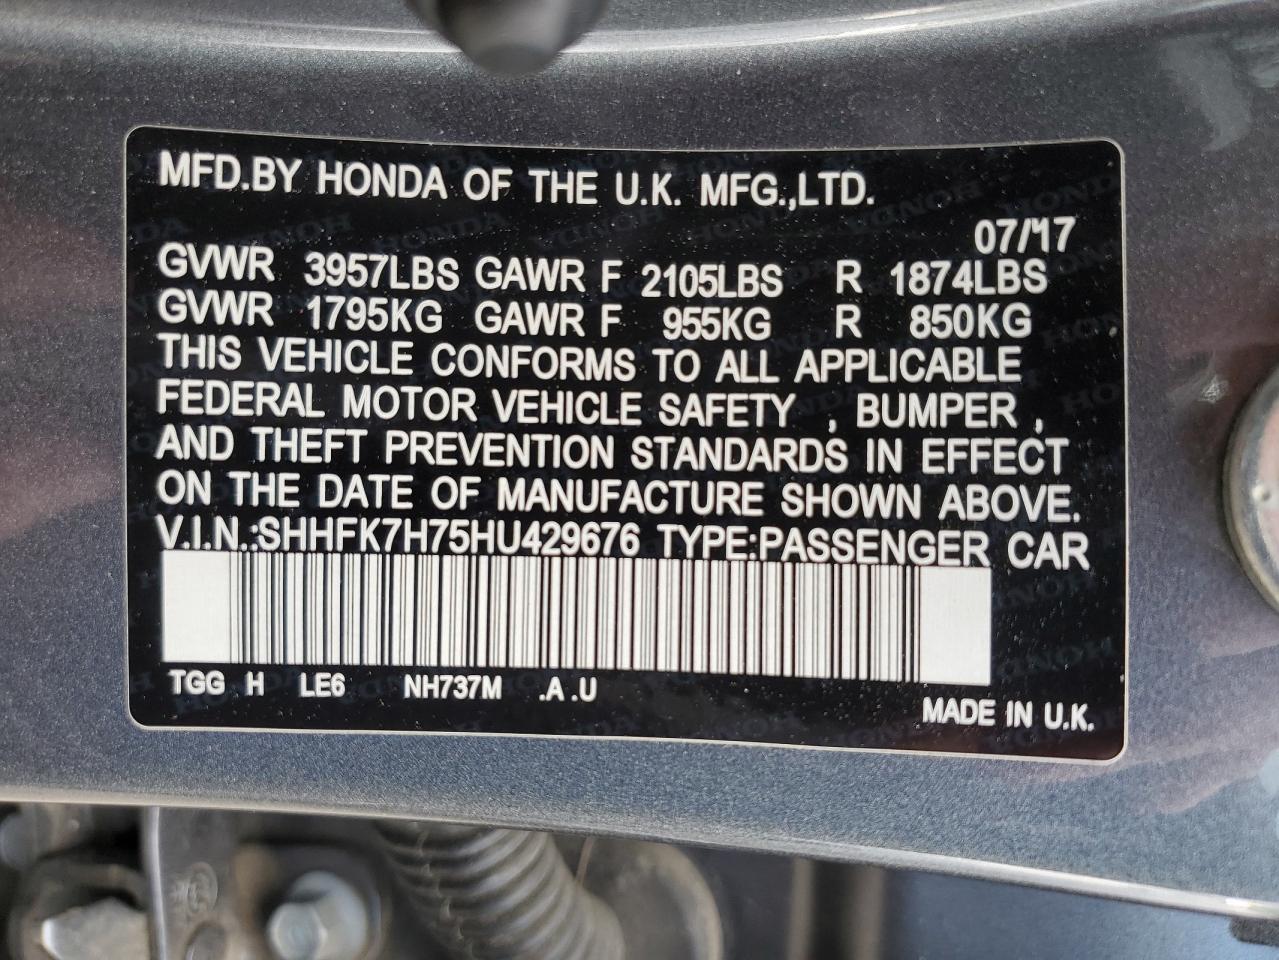 MFD.BY HONDA OF THE U.K. MFG.,LTD.
07/17
GVWR 3957LBS GAWR F 2105LBS R 1874LBS
GVWR 1795KG GAWR F 955KG R 850KG
THIS VEHICLE CONFORMS TO ALL APPLICABLE
FEDERAL MOTOR VEHICLE SAFETY , BUMPER ,
AND THEFT PREVENTION STANDARDS IN EFFECT
ON THE DATE OF MANUFACTURE SHOWN ABOVE.
V.I.N.:SHHFK7H75HU429676 TYPE:PASSENGER CAR
TGG H LE6 NH737M .A .U
MADE IN U.K.